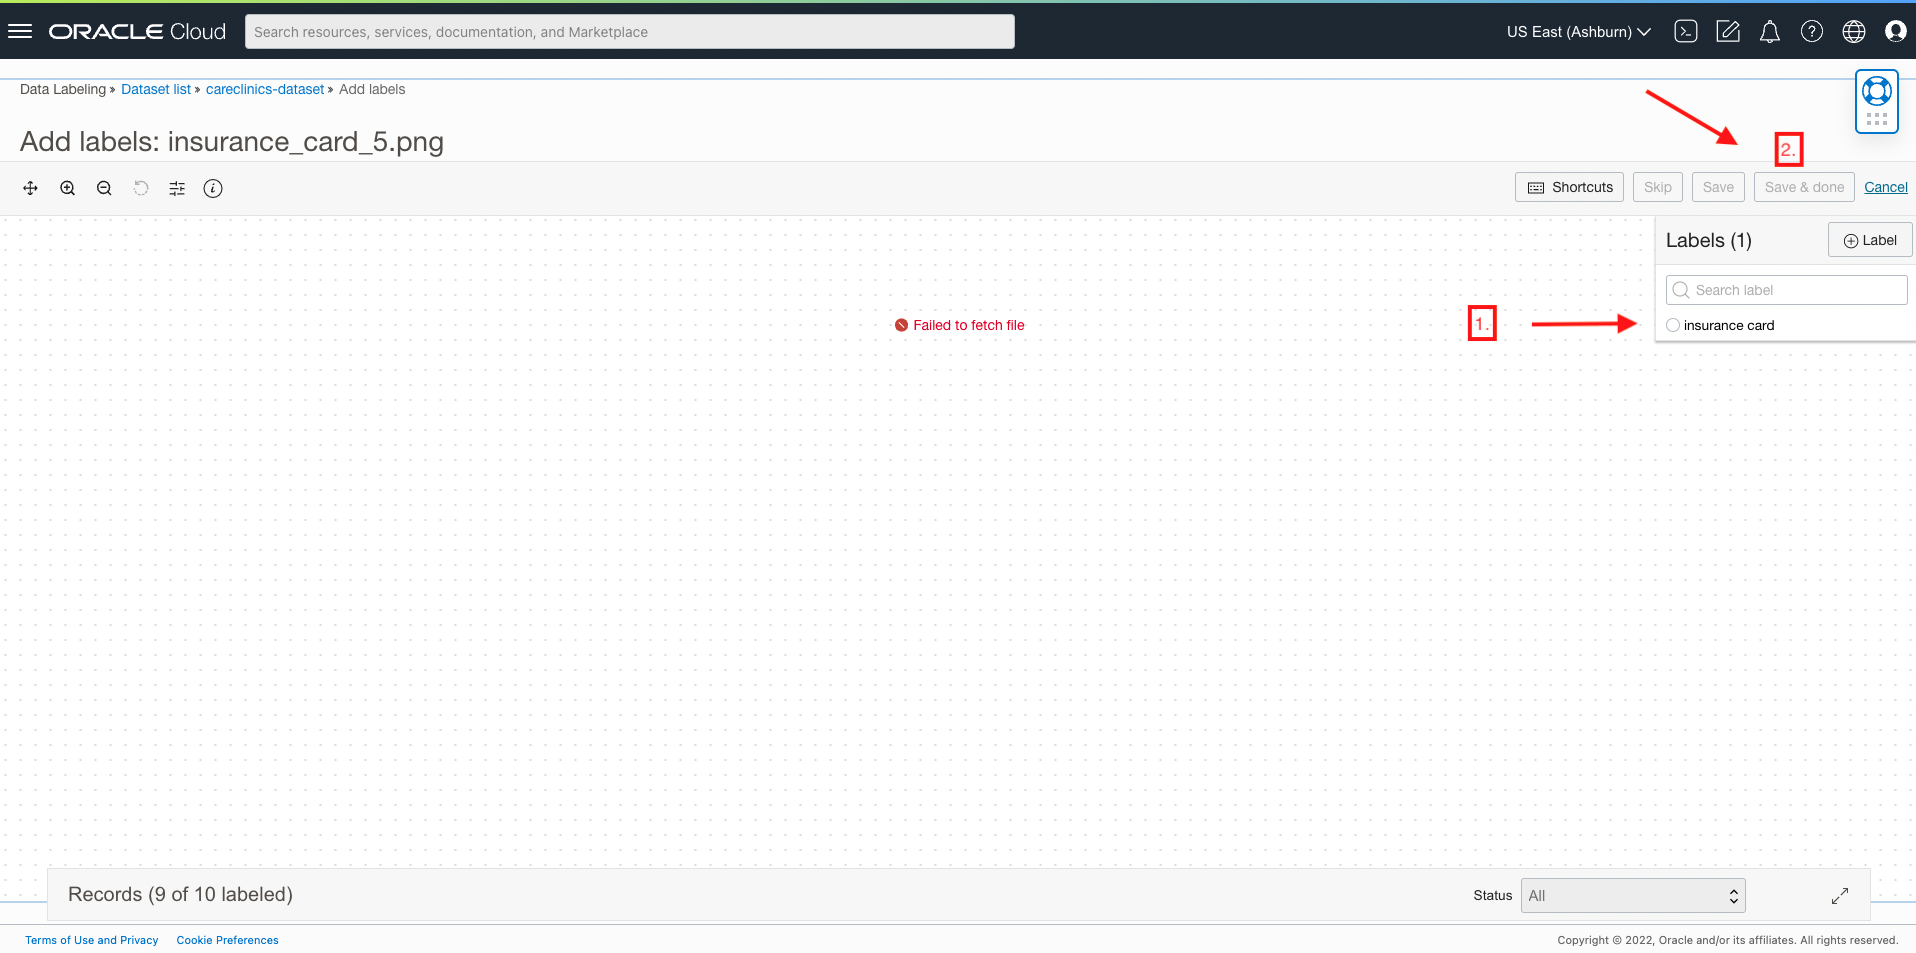 ORACLE Cloud
Search resources, services, documentation, and Marketplace
US East (Ashburn)
Data Labeling » Dataset list » careclinics-dataset » Add labels
Add labels: insurance_card_5.png
2.
Shortcuts
Skip
Save
Save & done
Cancel
Labels (1)
Label
Search label
Failed to fetch file
1.
insurance card
Records (9 of 10 labeled)
Status
All
Terms of Use and Privacy
Cookie Preferences
Copyright © 2022, Oracle and/or its affiliates. All rights reserved.